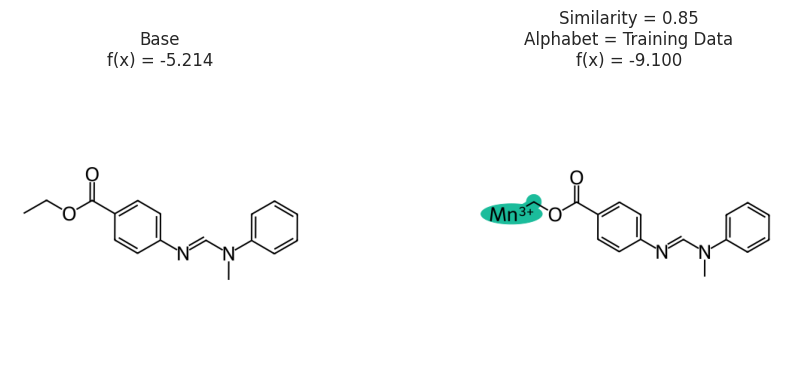 Base
f(x) = -5.214
Similarity = 0.85
Alphabet = Training Data
f(x) = -9.100
O
O
N
N
O
Mn³⁺
O
N
N